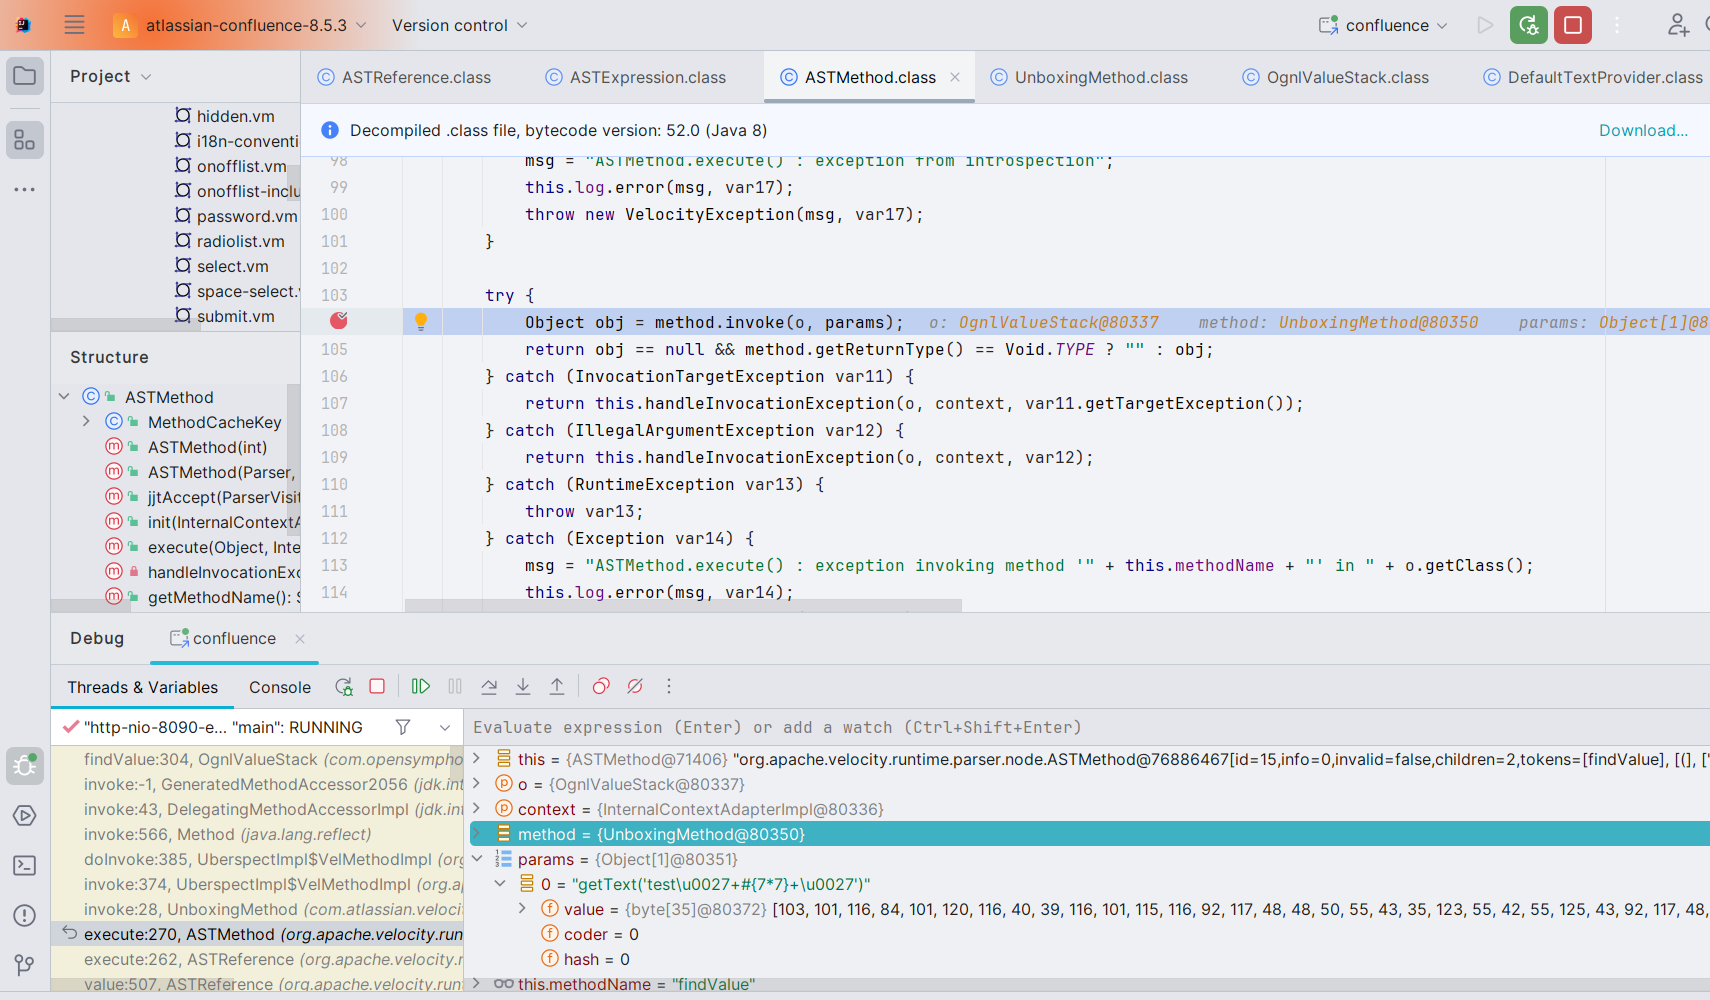 A atlassian-confluence-8.5.3 Version control confluence
Project
ASTReference.class ASTExpression.class ASTMethod.class UnboxingMethod.class OgnlValueStack.class DefaultTextProvider.class
Decompiled .class file, bytecode version: 52.0 (Java 8) Download...
hidden.vm
i18n-conventi
onofflist.vm
onofflist-inclu
password.vm
radiolist.vm
select.vm
space-select.v
submit.vm
Structure
ASTMethod
MethodCacheKey
ASTMethod(int)
ASTMethod(Parser,
jjtAccept(ParserVisit
init(InternalContextA
execute(Object, Inte
handleInvocationExc
getMethodName(): S
98 msg = "ASTMethod.execute() : exception from introspection";
99 this.log.error(msg, var17);
100 throw new VelocityException(msg, var17);
101 }
102
103 try {
Object obj = method.invoke(o, params); o: OgnlValueStack@80337 method: UnboxingMethod@80350 params: Object[1]@8
105 return obj == null && method.getReturnType() == Void.TYPE ? "" : obj;
106 } catch (InvocationTargetException var11) {
107 return this.handleInvocationException(o, context, var11.getTargetException());
108 } catch (IllegalArgumentException var12) {
109 return this.handleInvocationException(o, context, var12);
110 } catch (RuntimeException var13) {
111 throw var13;
112 } catch (Exception var14) {
113 msg = "ASTMethod.execute() : exception invoking method '" + this.methodName + "' in " + o.getClass();
114 this.log.error(msg, var14);
Debug confluence
Threads & Variables Console
"http-nio-8090-e... "main": RUNNING
findValue:304, OgnlValueStack (com.opensympho
invoke:-1, GeneratedMethodAccessor2056 (jdk.int
invoke:43, DelegatingMethodAccessorImpl (jdk.int
invoke:566, Method (java.lang.reflect)
doInvoke:385, UberspectImpl$VelMethodImpl (org
invoke:374, UberspectImpl$VelMethodImpl (org.a
invoke:28, UnboxingMethod (com.atlassian.velocit
execute:270, ASTMethod (org.apache.velocity.run
execute:262, ASTReference (org.apache.velocity.r
value:507, ASTReference (org.apache.velocity.run
Evaluate expression (Enter) or add a watch (Ctrl+Shift+Enter)
this = {ASTMethod@71406} "org.apache.velocity.runtime.parser.node.ASTMethod@76886467[id=15,info=0,invalid=false,children=2,tokens=[findValue], [(], ["
o = {OgnlValueStack@80337}
context = {InternalContextAdapterImpl@80336}
method = {UnboxingMethod@80350}
params = {Object[1]@80351}
0 = "getText('test\u0027+#{7*7}+\u0027')"
value = {byte[35]@80372} [103, 101, 116, 84, 101, 120, 116, 40, 39, 116, 101, 115, 116, 92, 117, 48, 48, 50, 55, 43, 35, 123, 55, 42, 55, 125, 43, 92, 117, 48,
coder = 0
hash = 0
this.methodName = "findValue"